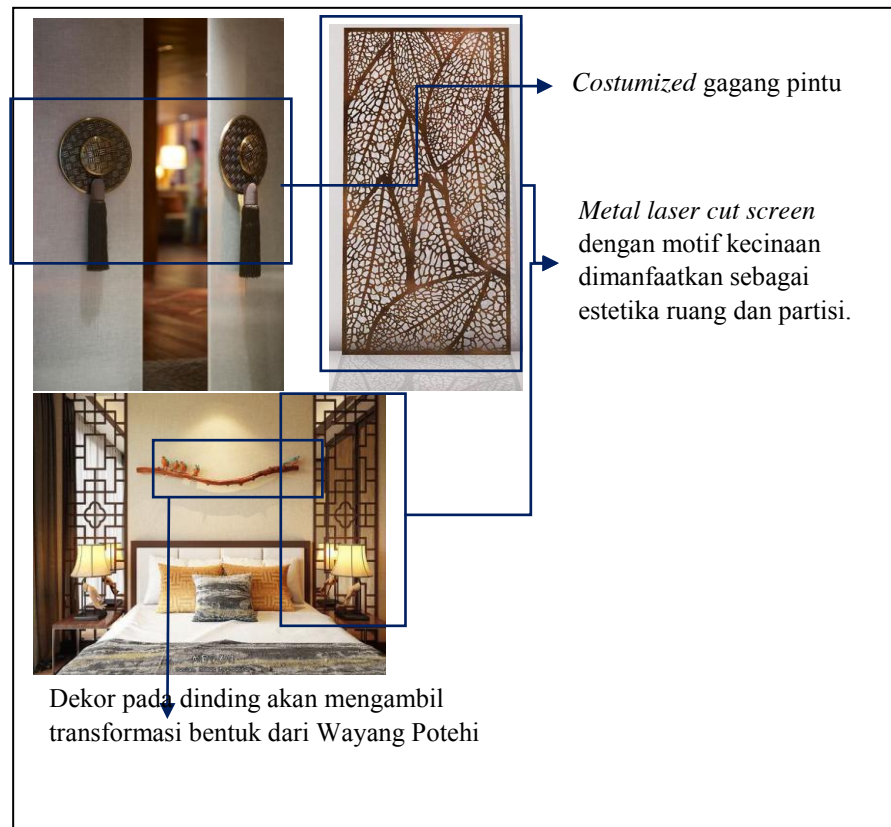 Costumized gagang pintu
Metal laser cut screen
dengan motif kecinaan
dimanfaatkan sebagai
estetika ruang dan partisi.
Dekor pada dinding akan mengambil
transformasi bentuk dari Wayang Potehi